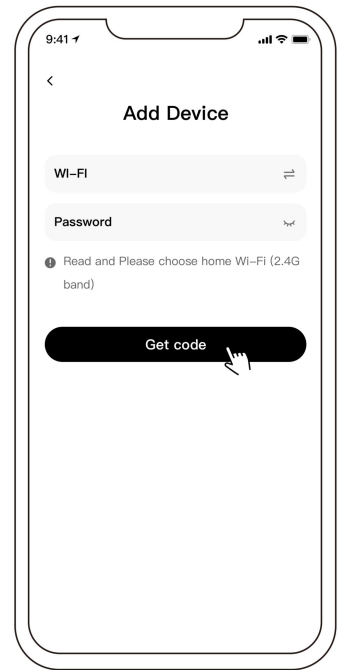 9:41
Add Device
WI-FI
Password
Read and Please choose home Wi-Fi (2.4G
band)
Get code